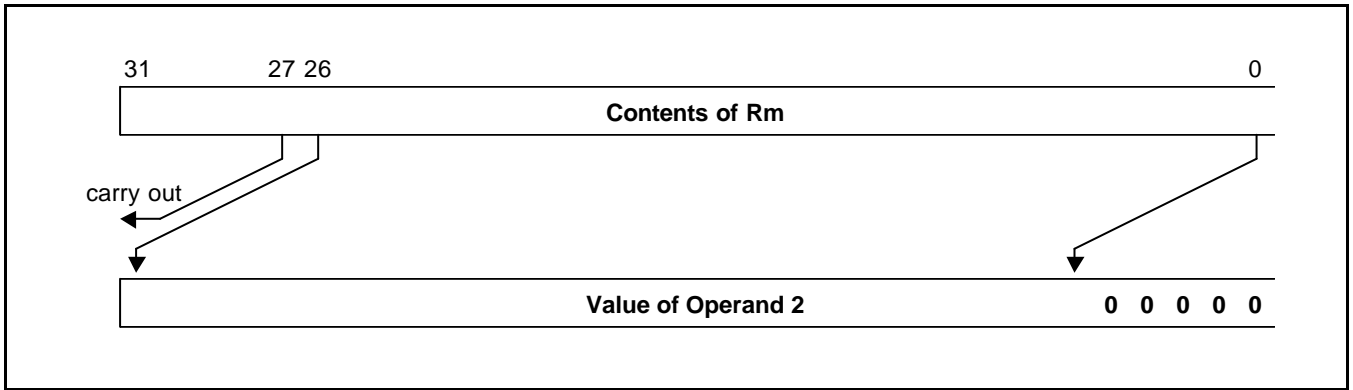 31 27 26 0
Contents of Rm
carry out
Value of Operand 2 0 0 0 0 0